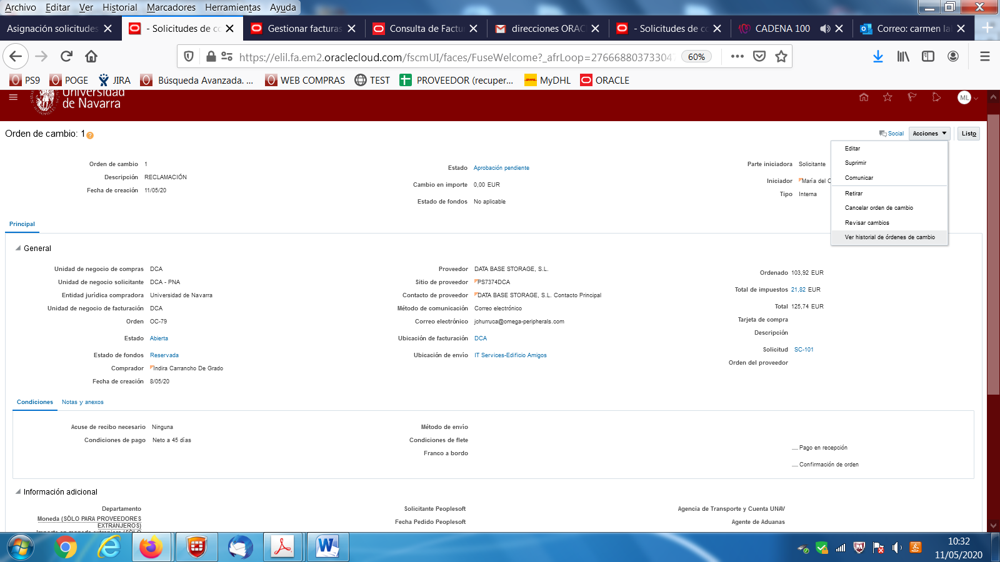 Archivo Editar Ver Historial Marcadores Herramientas Ayuda
Asignación solicitudes
- Solicitudes de co
Gestionar facturas
Consulta de Factu
direcciones ORAC
- Solicitudes de co
CADENA 100
Correo: carmen la
https://elil.fa.em2.oraclecloud.com/fscmUI/faces/FuseWelcome?_afrLoop=27666880373304
60%
PS9 POGE JIRA Búsqueda Avanzada. ... WEB COMPRAS TEST PROVEEDOR (recuper... MyDHL ORACLE
Universidad
de Navarra
ML
Orden de cambio: 1
Social Acciones Listo
Editar
Suprimir
Comunicar
Retirar
Cancelar orden de cambio
Revisar cambios
Ver historial de órdenes de cambio
Orden de cambio 1
Descripción RECLAMACIÓN
Fecha de creación 11/05/20
Estado Aprobación pendiente
Cambio en importe 0,00 EUR
Estado de fondos No aplicable
Parte iniciadora Solicitante
Iniciador María del C
Tipo Interna
Principal
General
Unidad de negocio de compras DCA
Unidad de negocio solicitante DCA - PNA
Entidad jurídica compradora Universidad de Navarra
Unidad de negocio de facturación DCA
Orden OC-79
Estado Abierta
Estado de fondos Reservada
Comprador Indira Carrancho De Grado
Fecha de creación 8/05/20
Proveedor DATA BASE STORAGE, S.L.
Sitio de proveedor PS7374DCA
Contacto de proveedor DATA BASE STORAGE, S.L. Contacto Principal
Método de comunicación Correo electrónico
Correo electrónico jchurruca@omega-peripherals.com
Ubicación de facturación DCA
Ubicación de envío IT Services-Edificio Amigos
Ordenado 103,92 EUR
Total de impuestos 21,82 EUR
Total 125,74 EUR
Tarjeta de compra
Descripción
Solicitud SC-101
Orden del proveedor
Condiciones Notas y anexos
Acuse de recibo necesario Ninguna
Condiciones de pago Neto a 45 días
Método de envío
Condiciones de flete
Franco a bordo
Pago en recepción
Confirmación de orden
Información adicional
Departamento
Moneda (SÓLO PARA PROVEEDORES
EXTRANJEROS)
Solicitante Peoplesoft
Fecha Pedido Peoplesoft
Agencia de Transporte y Cuenta UNAV
Agente de Aduanas
10:32
11/05/2020